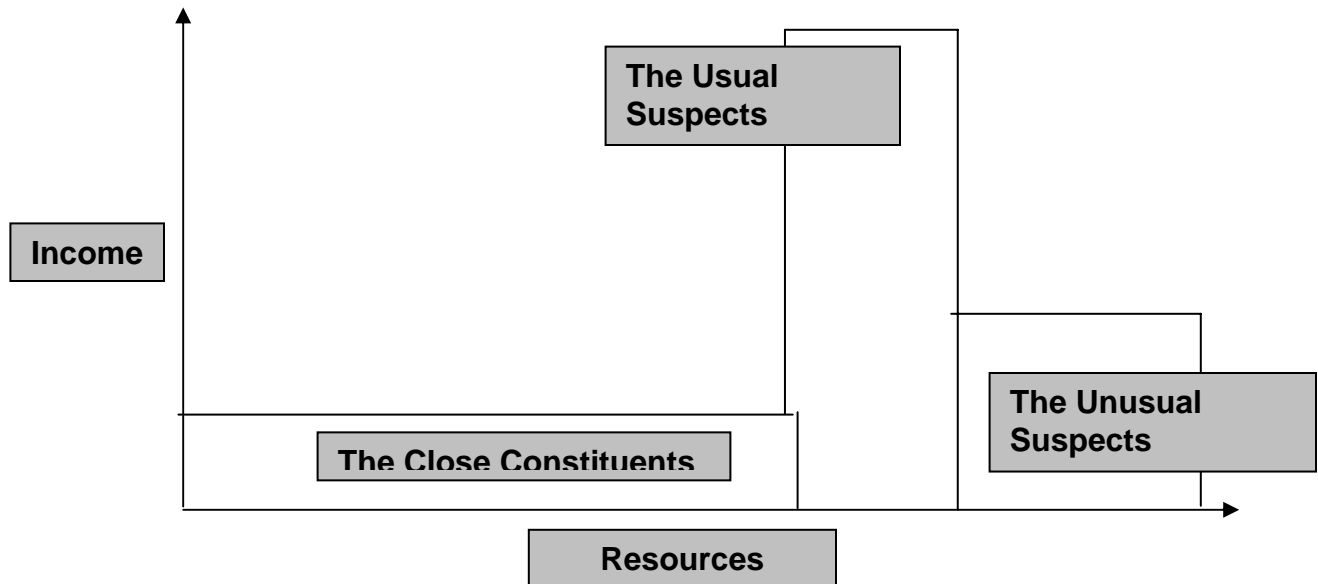 The Usual
Suspects
Income
The Unusual
Suspects
The Close Constituents
Resources